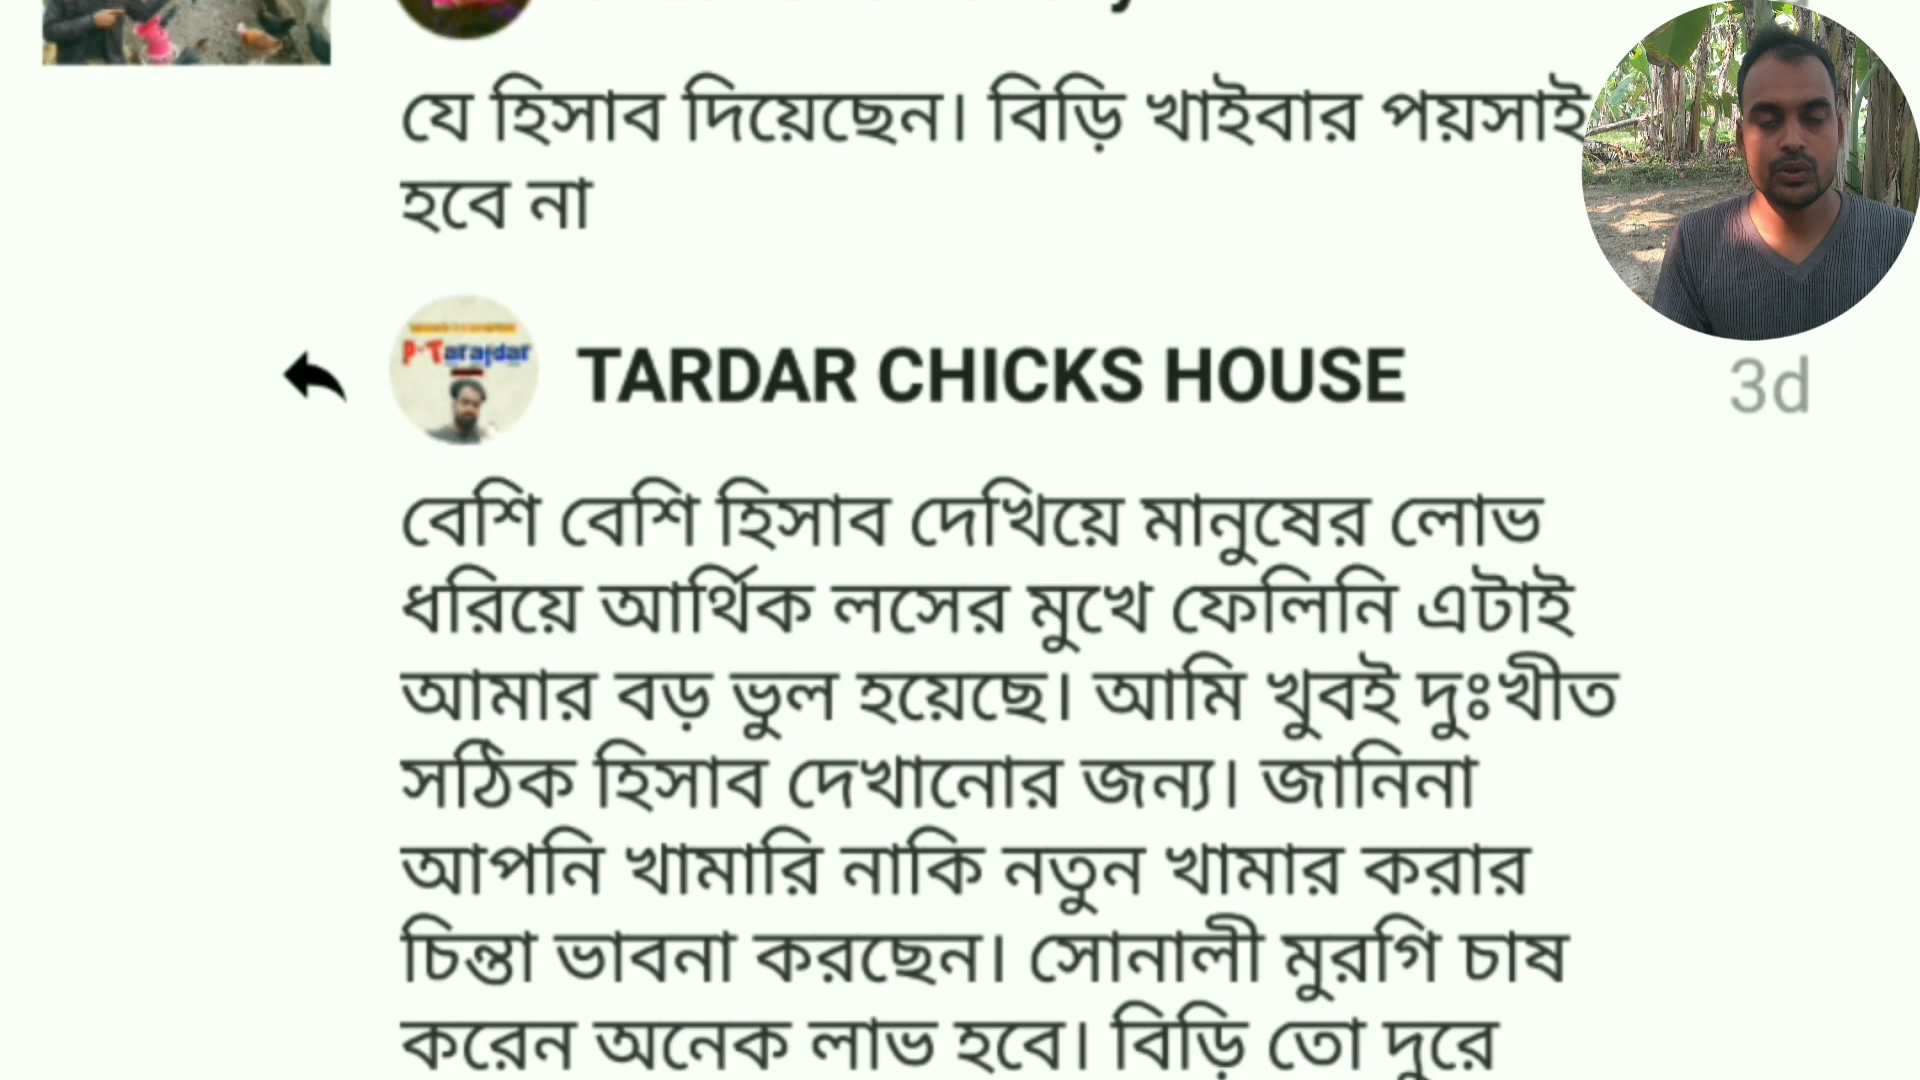 যে হিসাব দিয়েছেন। বিড়ি খাইবার পয়সাই
হবে না
P Tarafdar
TARDAR CHICKS HOUSE
3d
বেশি বেশি হিসাব দেখিয়ে মানুষের লোভ
ধরিয়ে আর্থিক লসের মুখে ফেলিনি এটাই
আমার বড় ভুল হয়েছে। আমি খুবই দুঃখীত
সঠিক হিসাব দেখানোর জন্য। জানিনা
আপনি খামারি নাকি নতুন খামার করার
চিন্তা ভাবনা করছেন। সোনালী মুরগি চাষ
করেন অনেক লাভ হবে। বিড়ি তো দুরে